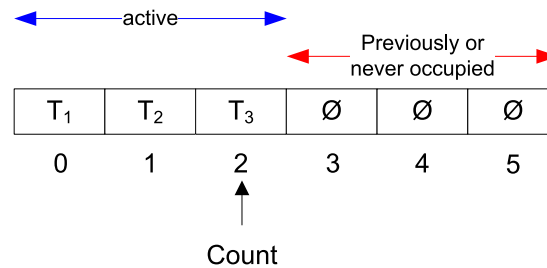 active
Previously or
never occupied
T₁ T₂ T₃ Ø Ø Ø
0 1 2 3 4 5
Count